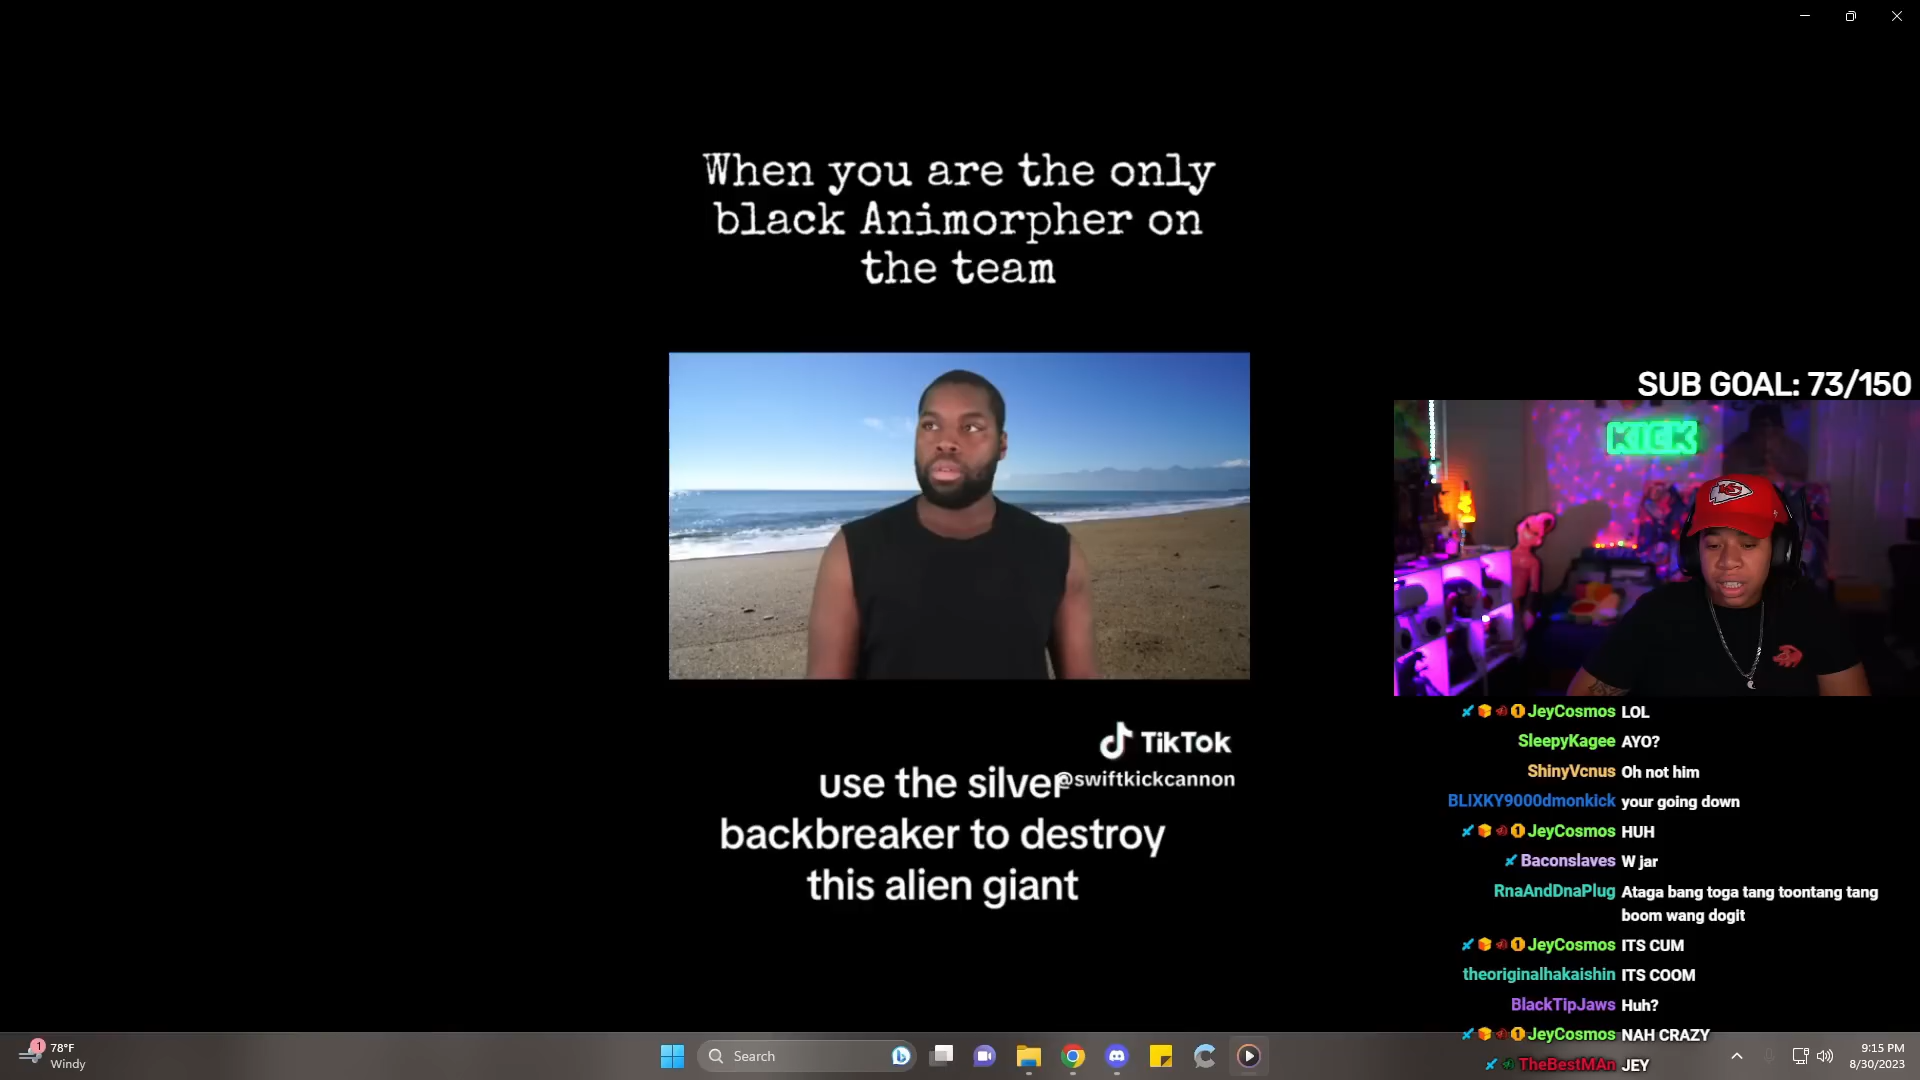 When you are the only
black Animorpher on
the team
TikTok
@swiftkickcannon
use the silver
backbreaker to destroy
this alien giant
SUB GOAL: 73/150
KICK
JeyCosmos LOL
SleepyKagee AYO?
ShinyVcnus Oh not him
BLIXKY9000dmonkick your going down
JeyCosmos HUH
Baconslaves W jar
RnaAndDnaPlug Ataga bang toga tang toontang tang
boom wang dogit
JeyCosmos ITS CUM
theoriginalhakaishin ITS COOM
BlackTipJaws Huh?
JeyCosmos NAH CRAZY
TheBestMAn JEY
1
78°F
Windy
Search
9:15 PM
8/30/2023